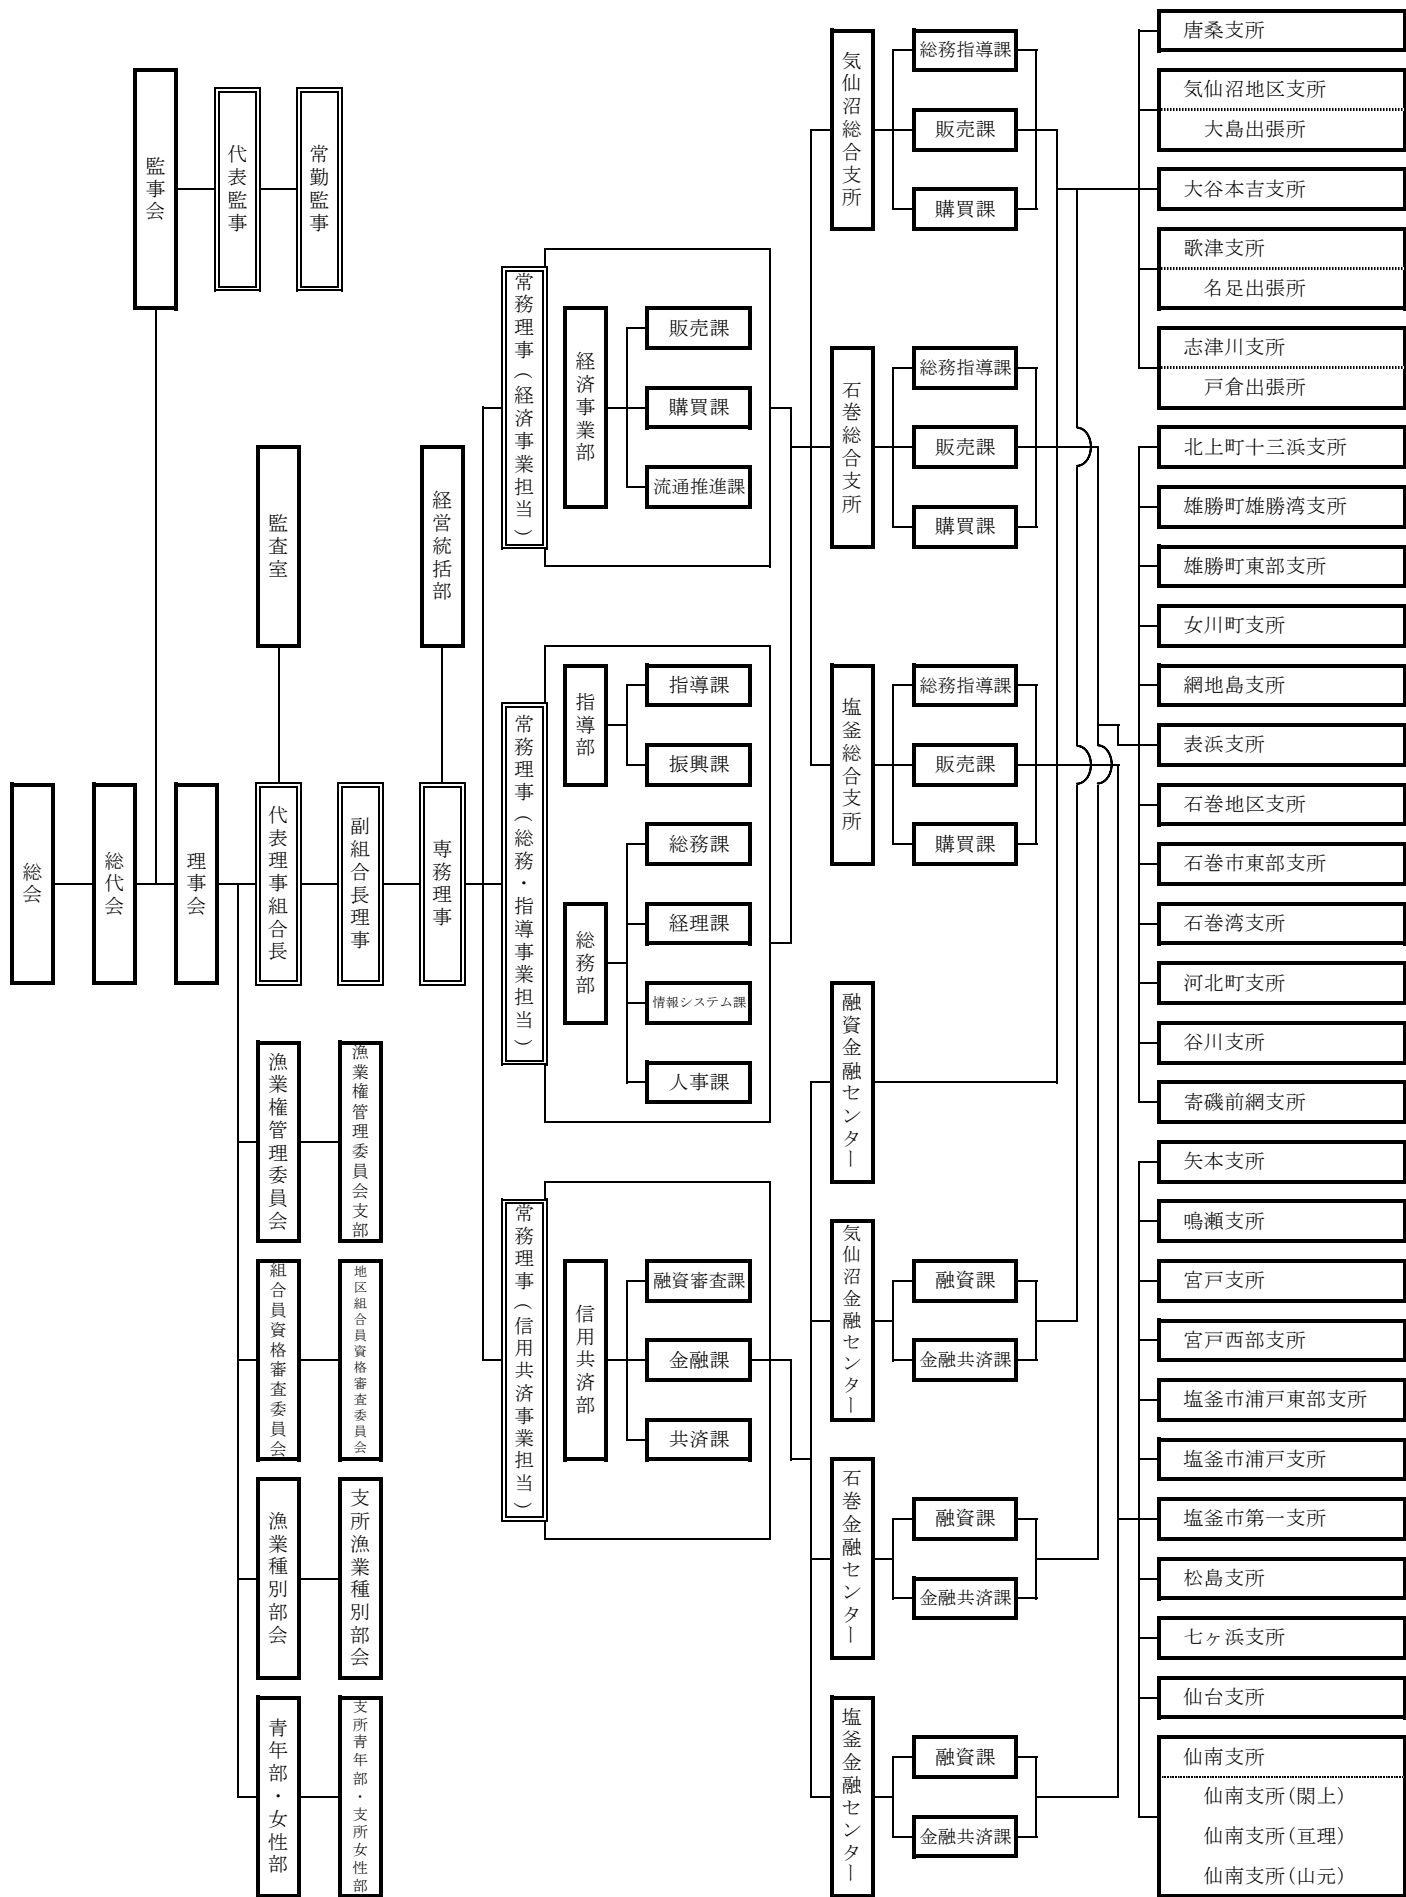 総会
総代会
理事会
監事会
代表監事
常勤監事
監査室
代表理事組合長
副組合長理事
経営統括部
専務理事
漁業権管理委員会
漁業権管理委員会支部
組合員資格審査委員会
地区組合員資格審査委員会
漁業種別部会
支所漁業種別部会
青年部・女性部
支所青年部・支所女性部
常務理事（経済事業担当）
経済事業部
販売課
購買課
流通推進課
常務理事（総務・指導事業担当）
指導部
指導課
振興課
総務部
総務課
経理課
情報システム課
人事課
常務理事（信用共済事業担当）
信用共済部
融資審査課
金融課
共済課
気仙沼総合支所
総務指導課
販売課
購買課
石巻総合支所
総務指導課
販売課
購買課
塩釜総合支所
総務指導課
販売課
購買課
融資金融センター
気仙沼金融センター
融資課
金融共済課
石巻金融センター
融資課
金融共済課
塩釜金融センター
融資課
金融共済課
唐桑支所
気仙沼地区支所
大島出張所
大谷本吉支所
歌津支所
名足出張所
志津川支所
戸倉出張所
北上町十三浜支所
雄勝町雄勝湾支所
雄勝町東部支所
女川町支所
網地島支所
表浜支所
石巻地区支所
石巻市東部支所
石巻湾支所
河北町支所
谷川支所
寄磯前網支所
矢本支所
鳴瀬支所
宮戸支所
宮戸西部支所
塩釜市浦戸東部支所
塩釜市浦戸支所
塩釜市第一支所
松島支所
七ヶ浜支所
仙台支所
仙南支所
仙南支所(閖上)
仙南支所(亘理)
仙南支所(山元)